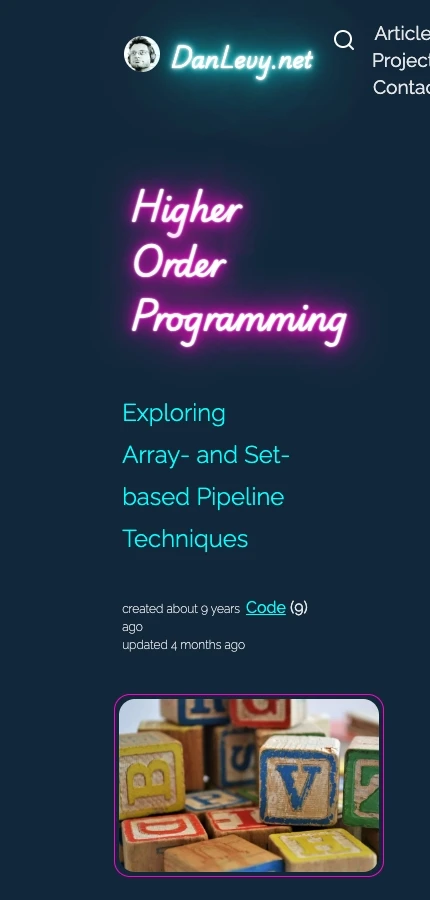 DanLevy.net
Article
Project
Contac
Higher
Order
Programming
Exploring
Array- and Set-
based Pipeline
Techniques
created about 9 years ago
Code (9)
updated 4 months ago
B
S
V
Z